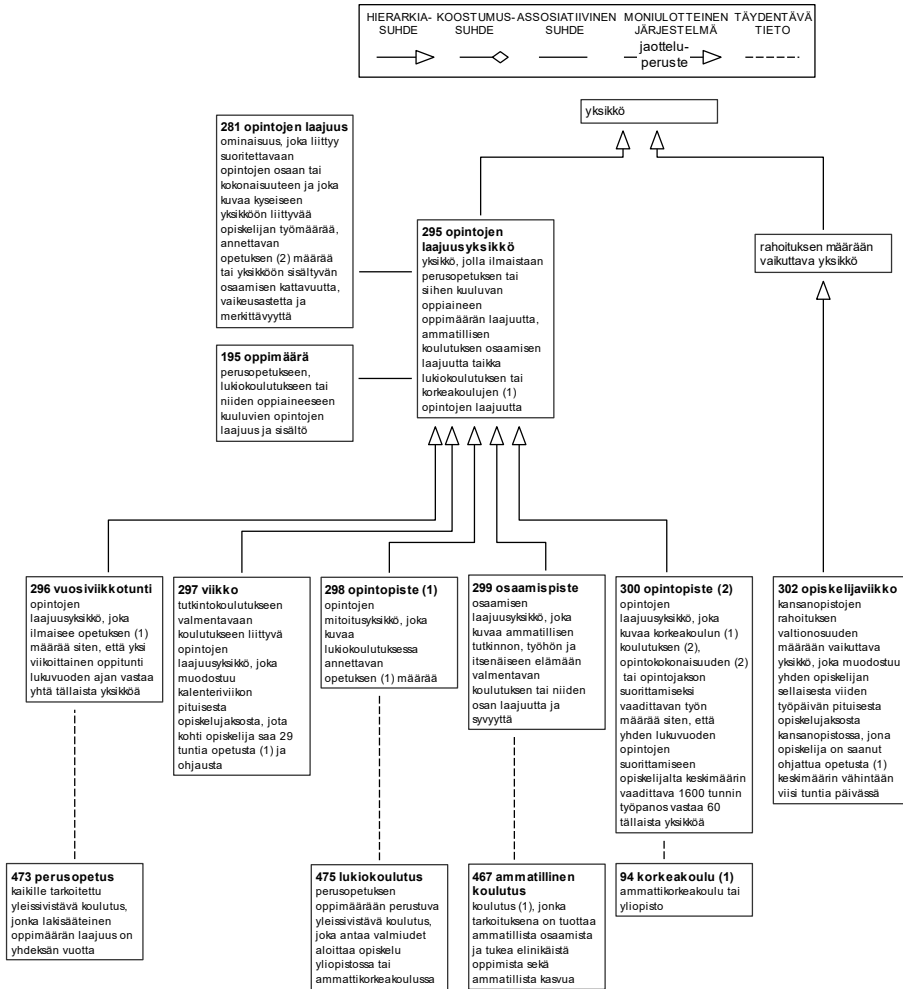 HIERARKIA-
SUHDE
KOOSTUMUS-
SUHDE
ASSOSIATIIVINEN
SUHDE
MONIULOTTEINEN
JÄRJESTELMÄ
TÄYDENTÄVÄ
TIETO
jaottelu-
peruste
yksikkö
281 opintojen laajuus
ominaisuus, joka liittyy
suoritettavaan
opintojen osaan tai
kokonaisuuteen ja joka
kuvaa kyseiseen
yksikköön liittyvää
opiskelijan työmäärää,
annettavan
opetuksen (2) määrää
tai yksikköön sisältyvän
osaamisen kattavuutta,
vaikeusastetta ja
merkittävyyttä
295 opintojen
laajuusyksikkö
yksikkö, jolla ilmaistaan
perusopetuksen tai
siihen kuuluvan
oppiaineen
oppimäärän laajuutta,
ammatillisen
koulutuksen osaamisen
laajuutta taikka
lukiokoulutuksen tai
korkeakoulujen (1)
opintojen laajuutta
rahoituksen määrään
vaikuttava yksikkö
195 oppimäärä
perusopetukseen,
lukiokoulutukseen tai
niiden oppiaineeseen
kuuluvien opintojen
laajuus ja sisältö
296 vuosiviikkotunti
opintojen
laajuusyksikkö, joka
ilmaisee opetuksen (1)
määrää siten, että yksi
viikoittainen oppitunti
lukuvuoden ajan vastaa
yhtä tällaista yksikköä
297 viikko
tutkintokoulutukseen
valmentavaan
koulutukseen liittyvä
opintojen
laajuusyksikkö, joka
muodostuu
kalenteriviikon
pituisesta
opiskelujaksosta, jota
kohti opiskelija saa 29
tuntia opetusta (1) ja
ohjausta
298 opintopiste (1)
opintojen
mitoitusyksikkö, joka
kuvaa
lukiokoulutuksessa
annettavan
opetuksen (1) määrää
299 osaamispiste
osaamisen
laajuusyksikkö, joka
kuvaa ammatillisen
tutkinnon, työhön ja
itsenäiseen elämään
valmentavan
koulutuksen tai niiden
osan laajuutta ja
syvyyttä
300 opintopiste (2)
opintojen
laajuusyksikkö, joka
kuvaa korkeakoulun (1)
koulutuksen (2),
opintokokonaisuuden (2)
tai opintojakson
suorittamiseksi
vaadittavan työn
määrää siten, että
yhden lukuvuoden
opintojen
suorittamiseen
opiskelijalta keskimäärin
vaadittava 1600 tunnin
työpanos vastaa 60
tällaista yksikköä
302 opiskelijaviikko
kansanopistojen
rahoituksen
valtionosuuden
määrään vaikuttava
yksikkö, joka muodostuu
yhden opiskelijan
sellaisesta viiden
työpäivän pituisesta
opiskelujaksosta
kansanopistossa, jona
opiskelija on saanut
ohjattua opetusta (1)
keskimäärin vähintään
viisi tuntia päivässä
473 perusopetus
kaikille tarkoitettu
yleissivistävä koulutus,
jonka lakisääteinen
oppimäärän laajuus on
yhdeksän vuotta
475 lukiokoulutus
perusopetuksen
oppimäärään perustuva
yleissivistävä koulutus,
joka antaa valmiudet
aloittaa opiskelu
yliopistossa tai
ammattikorkeakoulussa
467 ammatillinen
koulutus
koulutus (1), jonka
tarkoituksena on tuottaa
ammatillista osaamista
ja tukea elinikäistä
oppimista sekä
ammatillista kasvua
94 korkeakoulu (1)
ammattikorkeakoulu tai
yliopisto